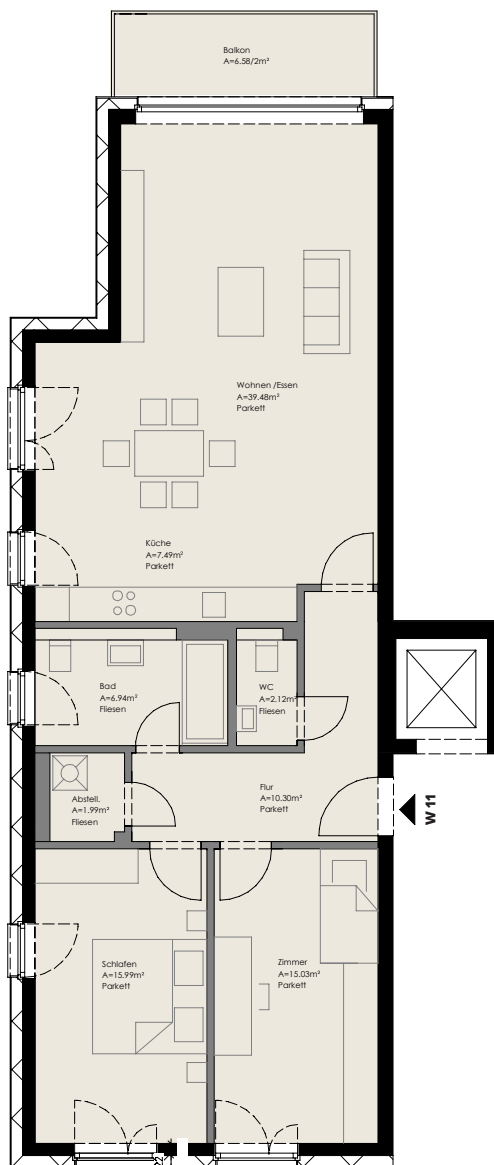 Balkon
A=6.58/2m²
Wohnen /Essen
A=39.48m²
Parkett
Küche
A=7.49m²
Parkett
Bad
A=6.94m²
Fliesen
WC
A=2.12m²
Fliesen
Abstell.
A=1.99m²
Fliesen
Flur
A=10.30m²
Parkett
W 11
Schlafen
A=15.99m²
Parkett
Zimmer
A=15.03m²
Parkett